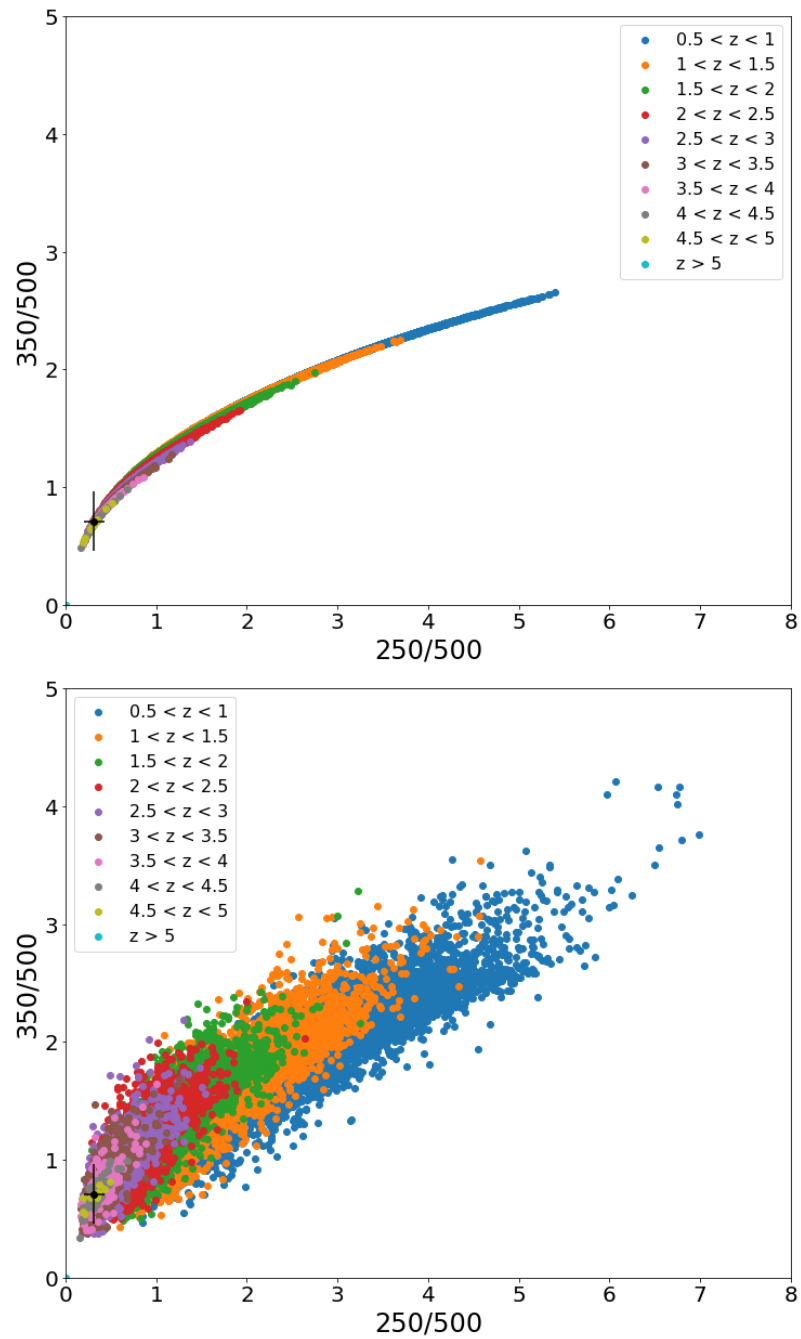 5
4
3
2
1
0
350/500
0.5 < z < 1
1 < z < 1.5
1.5 < z < 2
2 < z < 2.5
2.5 < z < 3
3 < z < 3.5
3.5 < z < 4
4 < z < 4.5
4.5 < z < 5
z > 5
0 1 2 3 4 5 6 7 8
250/500
5
4
3
2
1
0
350/500
0.5 < z < 1
1 < z < 1.5
1.5 < z < 2
2 < z < 2.5
2.5 < z < 3
3 < z < 3.5
3.5 < z < 4
4 < z < 4.5
4.5 < z < 5
z > 5
0 1 2 3 4 5 6 7 8
250/500